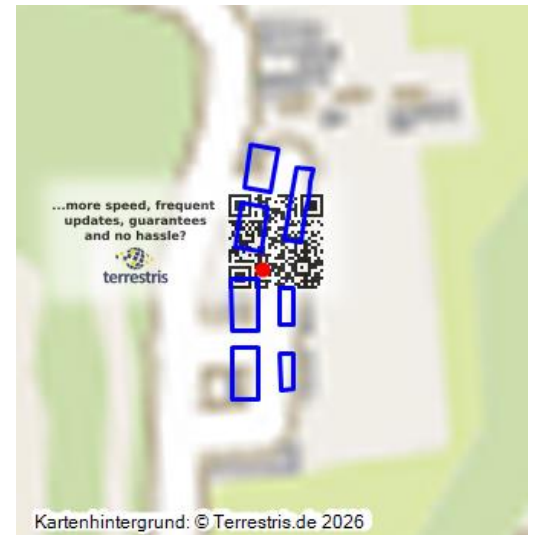 ...more speed, frequent
updates, guarantees
and no hassle?
terrestris
Kartenhintergrund: © Terrestris.de 2026